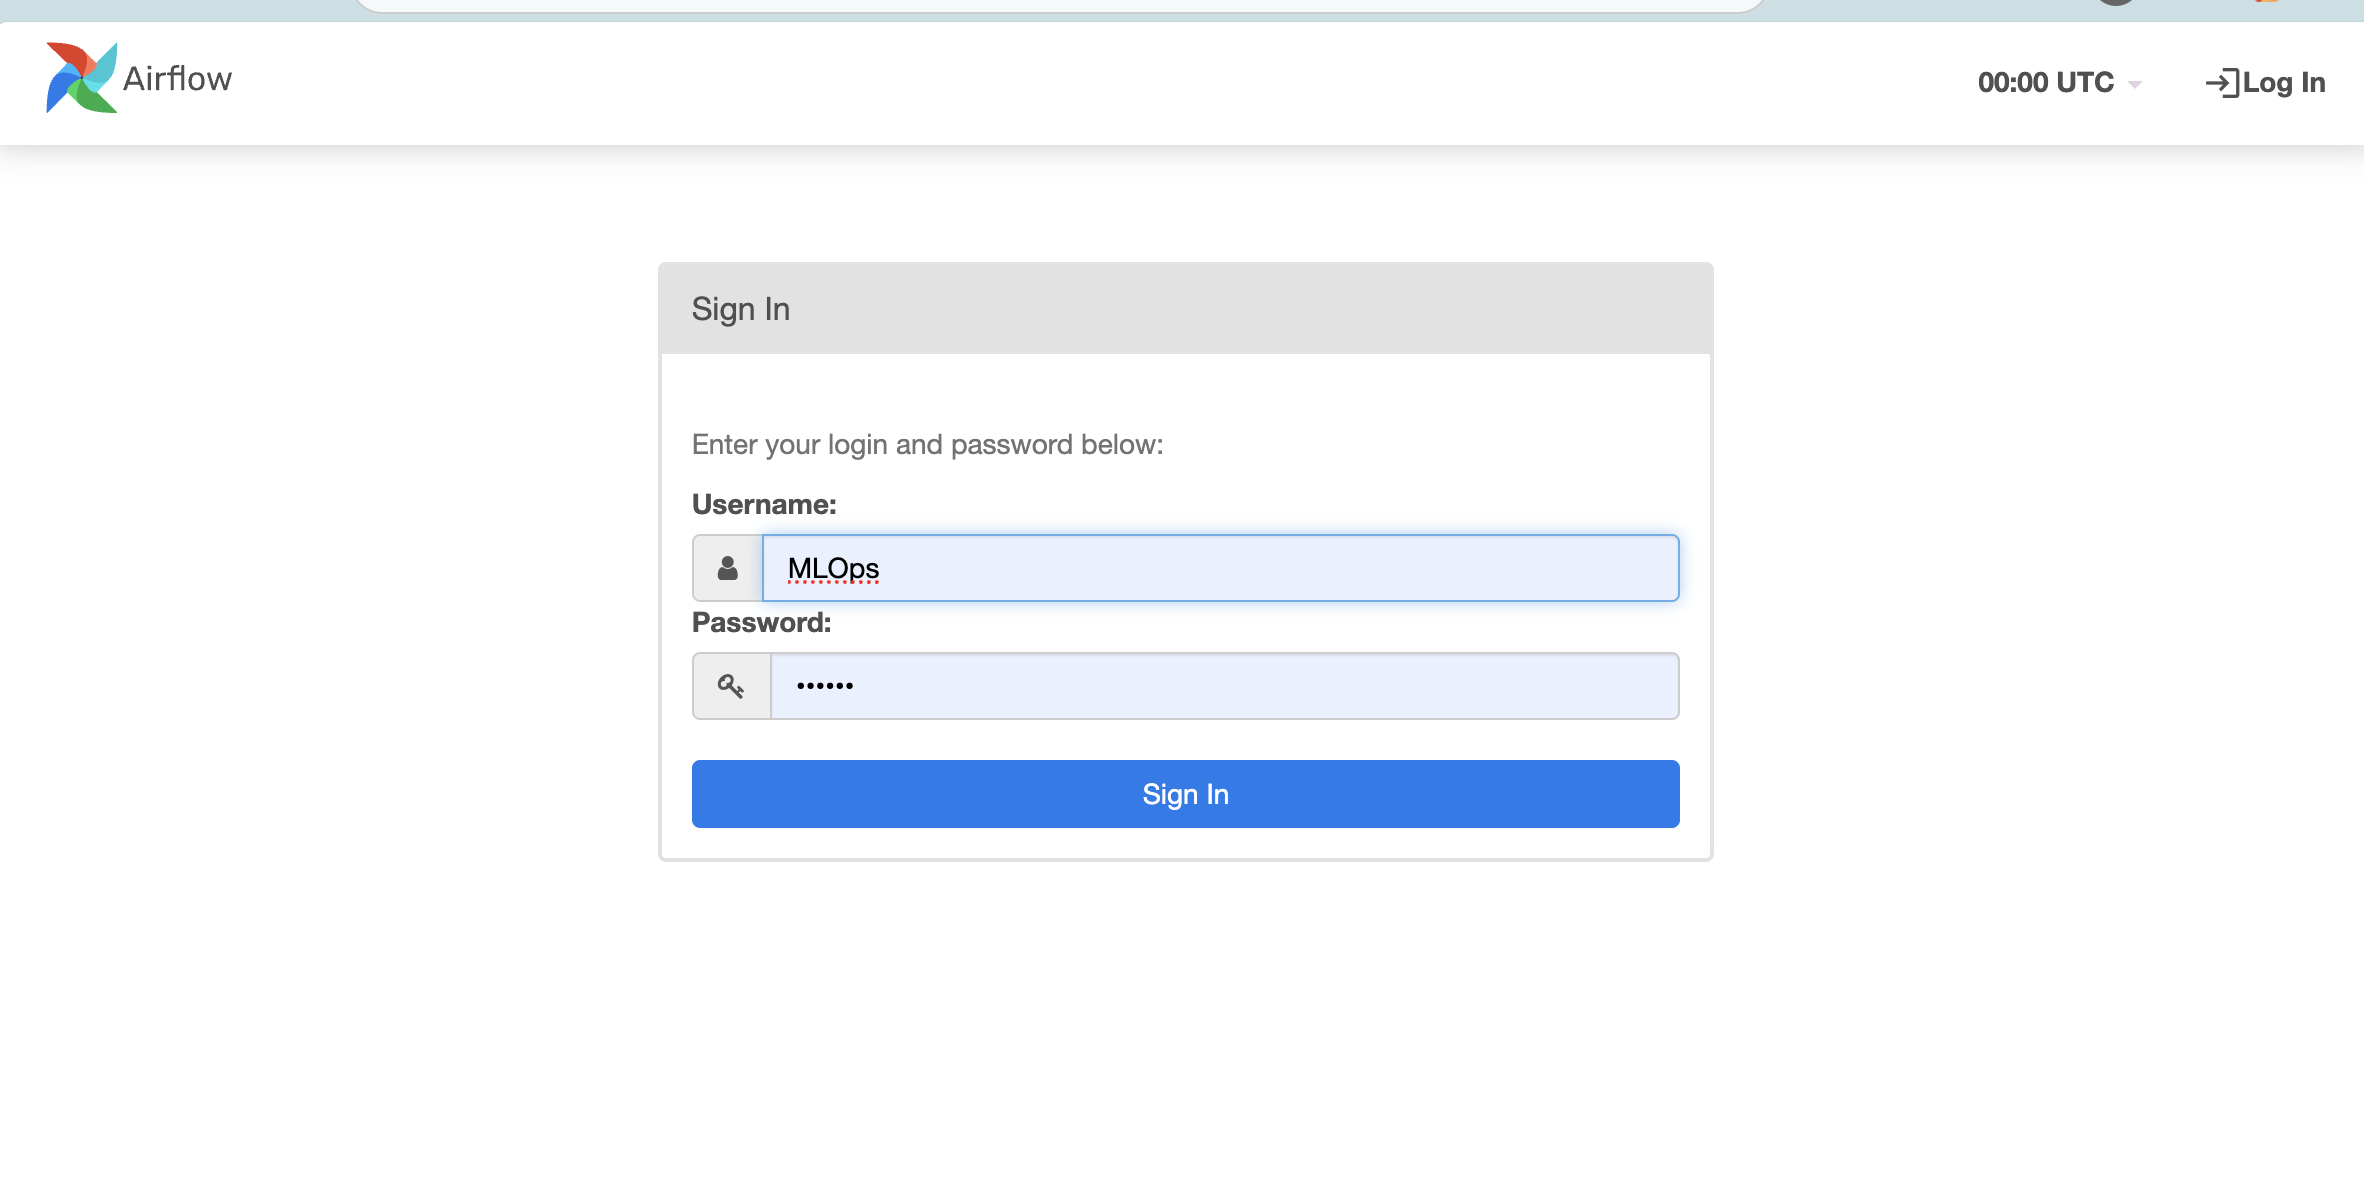 Airflow
00:00 UTC
Log In
Sign In
Enter your login and password below:
Username:
MLOps
Password:
••••••
Sign In